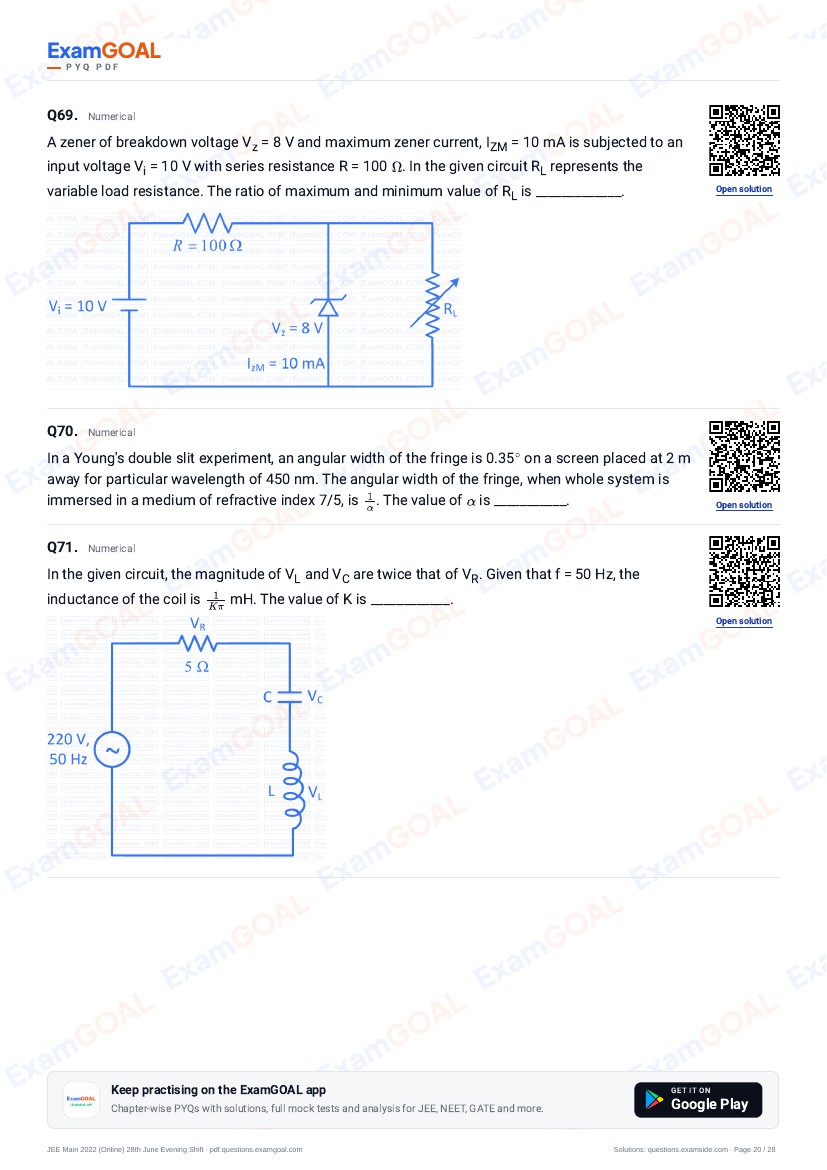 ExamGOAL
PYQ PDF
Q69. Numerical
A zener of breakdown voltage V_z = 8 V and maximum zener current, I_ZM = 10 mA is subjected to an
input voltage V_i = 10 V with series resistance R = 100 Ω. In the given circuit R_L represents the
variable load resistance. The ratio of maximum and minimum value of R_L is ____________.
Open solution
R = 100 Ω
V_i = 10 V
R_L
V_z = 8 V
I_zM = 10 mA
Q70. Numerical
In a Young's double slit experiment, an angular width of the fringe is 0.35° on a screen placed at 2 m
away for particular wavelength of 450 nm. The angular width of the fringe, when whole system is
immersed in a medium of refractive index 7/5, is 1/α. The value of α is __________.
Open solution
Q71. Numerical
In the given circuit, the magnitude of V_L and V_C are twice that of V_R. Given that f = 50 Hz, the
inductance of the coil is 1/Kπ mH. The value of K is ___________.
Open solution
V_R
5 Ω
C V_C
220 V,
50 Hz
~
L V_L
Keep practising on the ExamGOAL app
Chapter-wise PYQs with solutions, full mock tests and analysis for JEE, NEET, GATE and more.
GET IT ON
Google Play
JEE Main 2022 (Online) 28th June Evening Shift · pdf.questions.examgoal.com
Solutions: questions.examside.com · Page 20 / 28